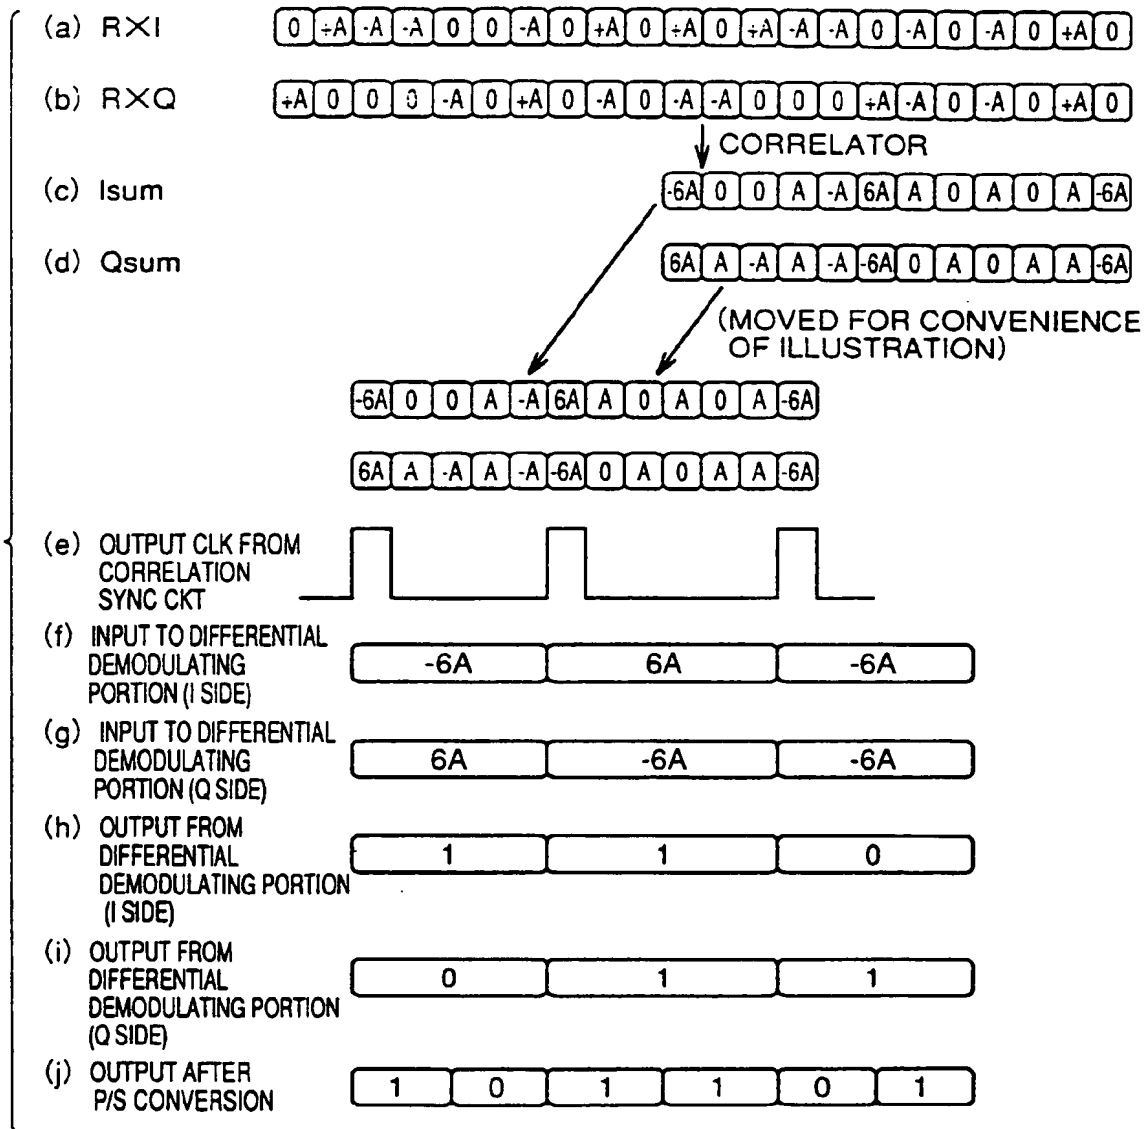 (a) RXI 0 +A -A -A 0 0 -A 0 +A 0 +A 0 +A -A -A 0 -A 0 -A 0 +A 0
(b) RXQ +A 0 0 0 -A 0 +A 0 -A 0 -A -A 0 0 0 +A -A 0 -A 0 +A 0
CORRELATOR
(c) Isum -6A 0 0 A -A 6A A 0 A 0 A -6A
(d) Qsum 6A A -A A -A -6A 0 A 0 A A -6A
(MOVED FOR CONVENIENCE
OF ILLUSTRATION)
-6A 0 0 A -A 6A A 0 A 0 A -6A
6A A -A A -A -6A 0 A 0 A A -6A
(e) OUTPUT CLK FROM
CORRELATION
SYNC CKT
(f) INPUT TO DIFFERENTIAL
DEMODULATING
PORTION (I SIDE)
-6A 6A -6A
(g) INPUT TO DIFFERENTIAL
DEMODULATING
PORTION (Q SIDE)
6A -6A -6A
(h) OUTPUT FROM
DIFFERENTIAL
DEMODULATING PORTION
(I SIDE)
1 1 0
(i) OUTPUT FROM
DIFFERENTIAL
DEMODULATING PORTION
(Q SIDE)
0 1 1
(j) OUTPUT AFTER
P/S CONVERSION
1 0 1 1 0 1